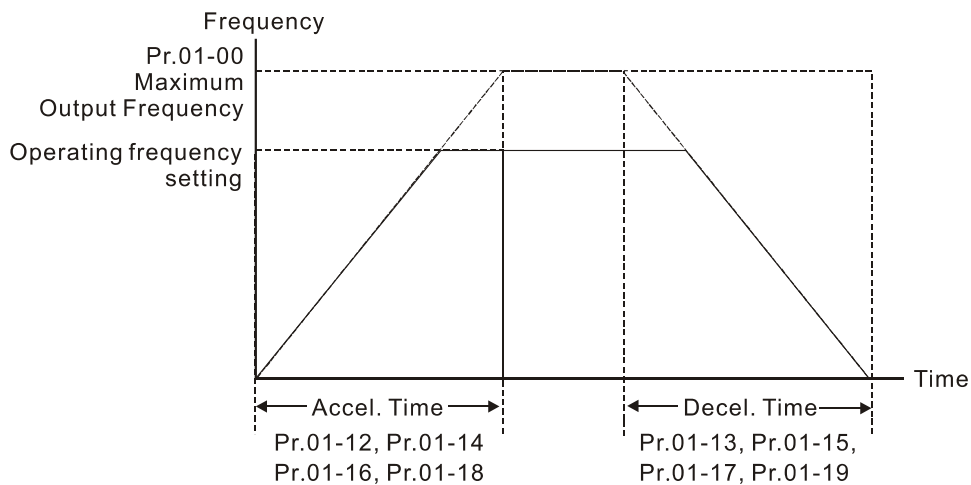 Frequency
Pr.01-00
Maximum
Output Frequency
Operating frequency
setting
Time
Accel. Time
Decel. Time
Pr.01-12, Pr.01-14
Pr.01-16, Pr.01-18
Pr.01-13, Pr.01-15,
Pr.01-17, Pr.01-19